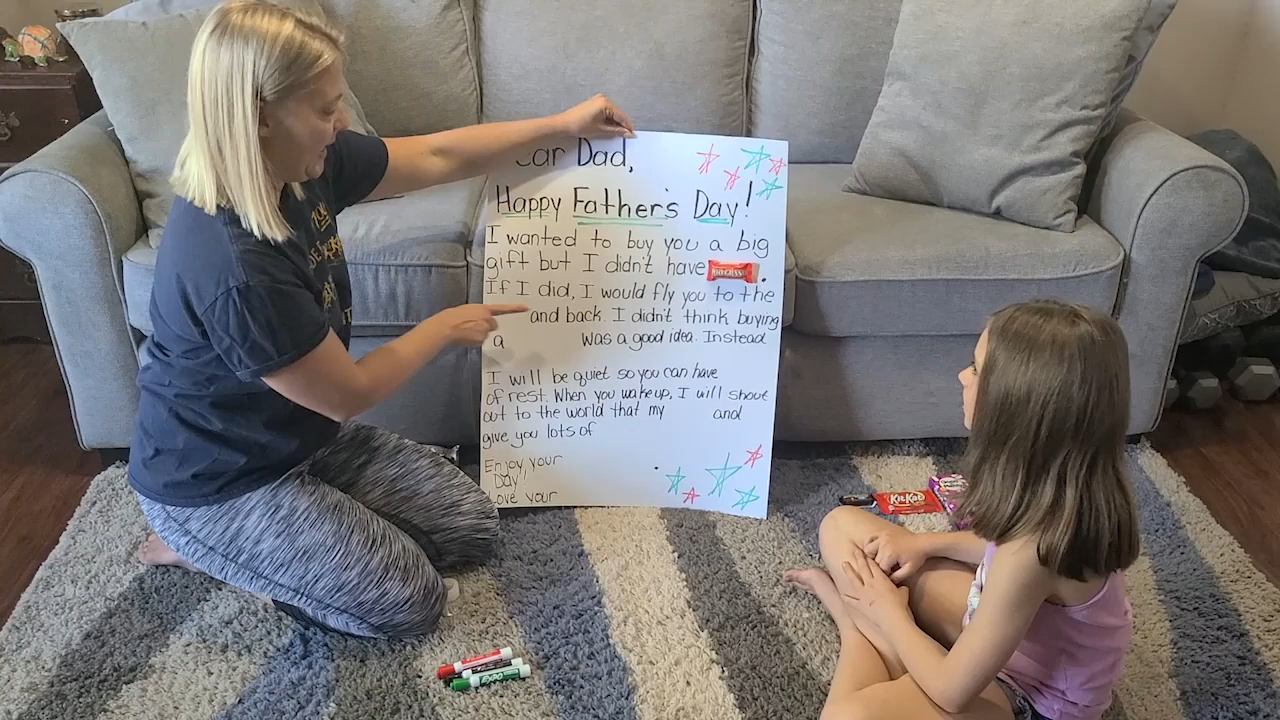 Dad,
Happy Father's Day!
I wanted to buy you a big
gift but I didn't have .
If I did, I would fly you to the
and back. I didn't think buying
a was a good idea. Instead
I will be quiet so you can have
of rest. When you wake up, I will shout
out to the world that my and
give you lots of
Enjoy your
Day!
Love your
KitKat
EXPO